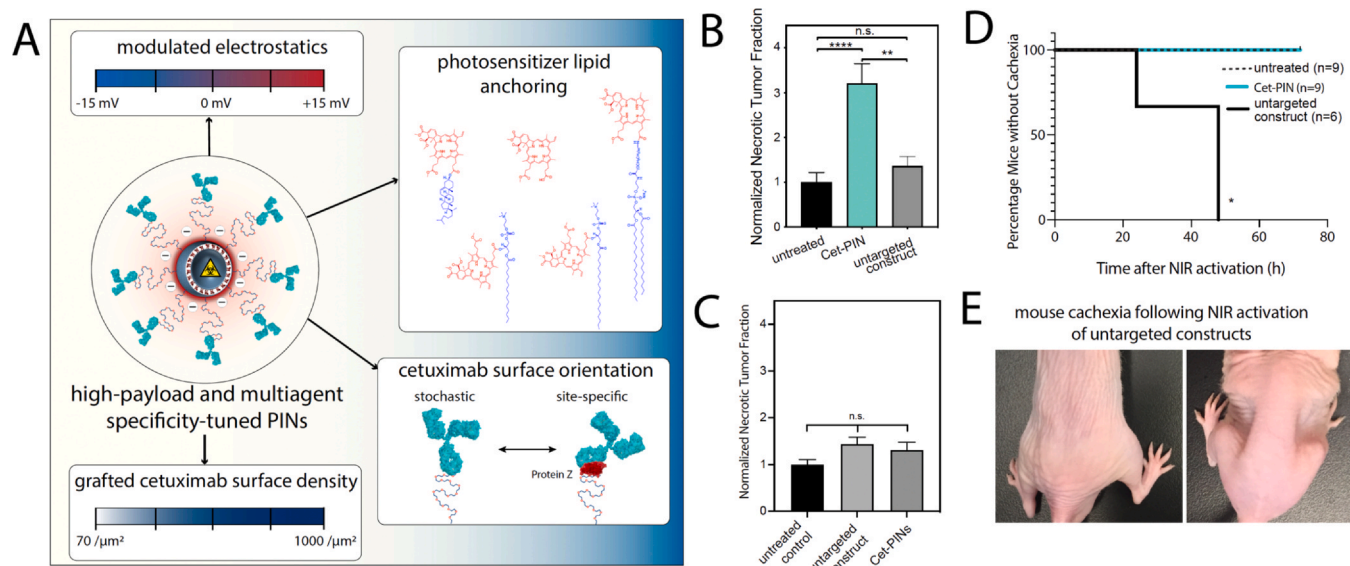 A
modulated electrostatics
-15 mV
0 mV
+15 mV
high-payload and multiagent
specificity-tuned PINs
grafted cetuximab surface density
70 /µm²
1000 /µm²
photosensitizer lipid
anchoring
cetuximab surface orientation
stochastic
site-specific
Protein Z
B
Normalized Necrotic Tumor Fraction
4
3
2
1
0
n.s.
****
**
untreated
Cet-PIN
untargeted
construct
C
Normalized Necrotic Tumor Fraction
4
3
2
1
0
n.s.
untreated
control
untargeted
construct
Cet-PINs
D
Percentage Mice without Cachexia
100
50
0
0
20
40
60
80
untreated (n=9)
Cet-PIN (n=9)
untargeted
construct
(n=6)
*
Time after NIR activation (h)
E
mouse cachexia following NIR activation
of untargeted constructs